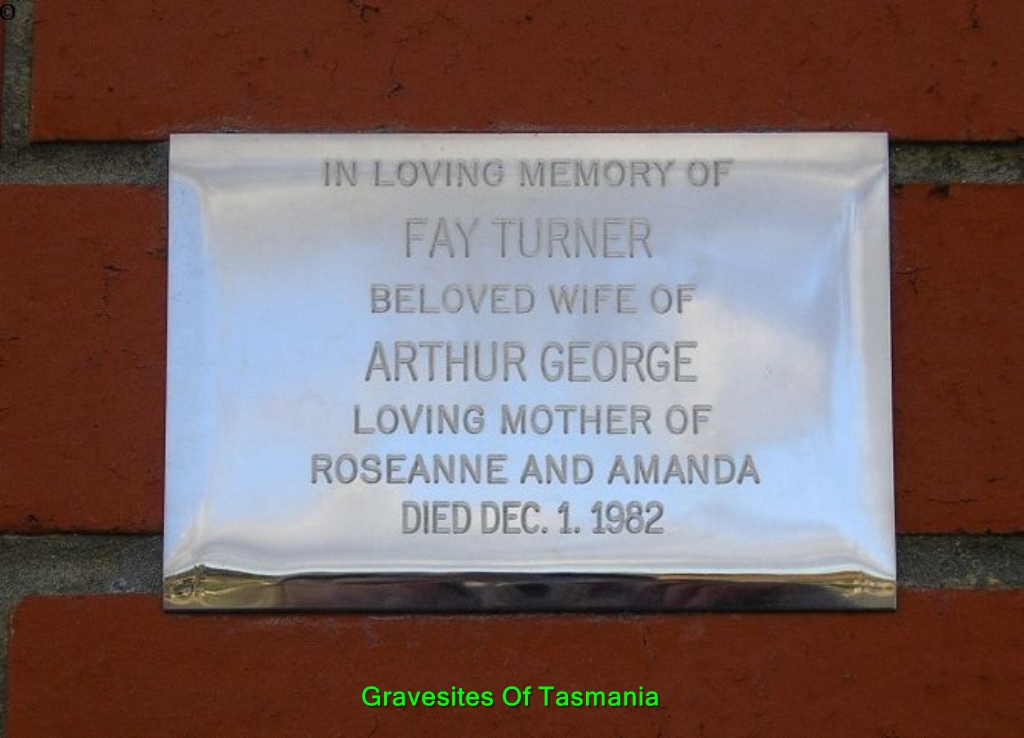 ©
IN LOVING MEMORY OF
FAY TURNER
BELOVED WIFE OF
ARTHUR GEORGE
LOVING MOTHER OF
ROSEANNE AND AMANDA
DIED DEC. 1. 1982
Gravesites Of Tasmania